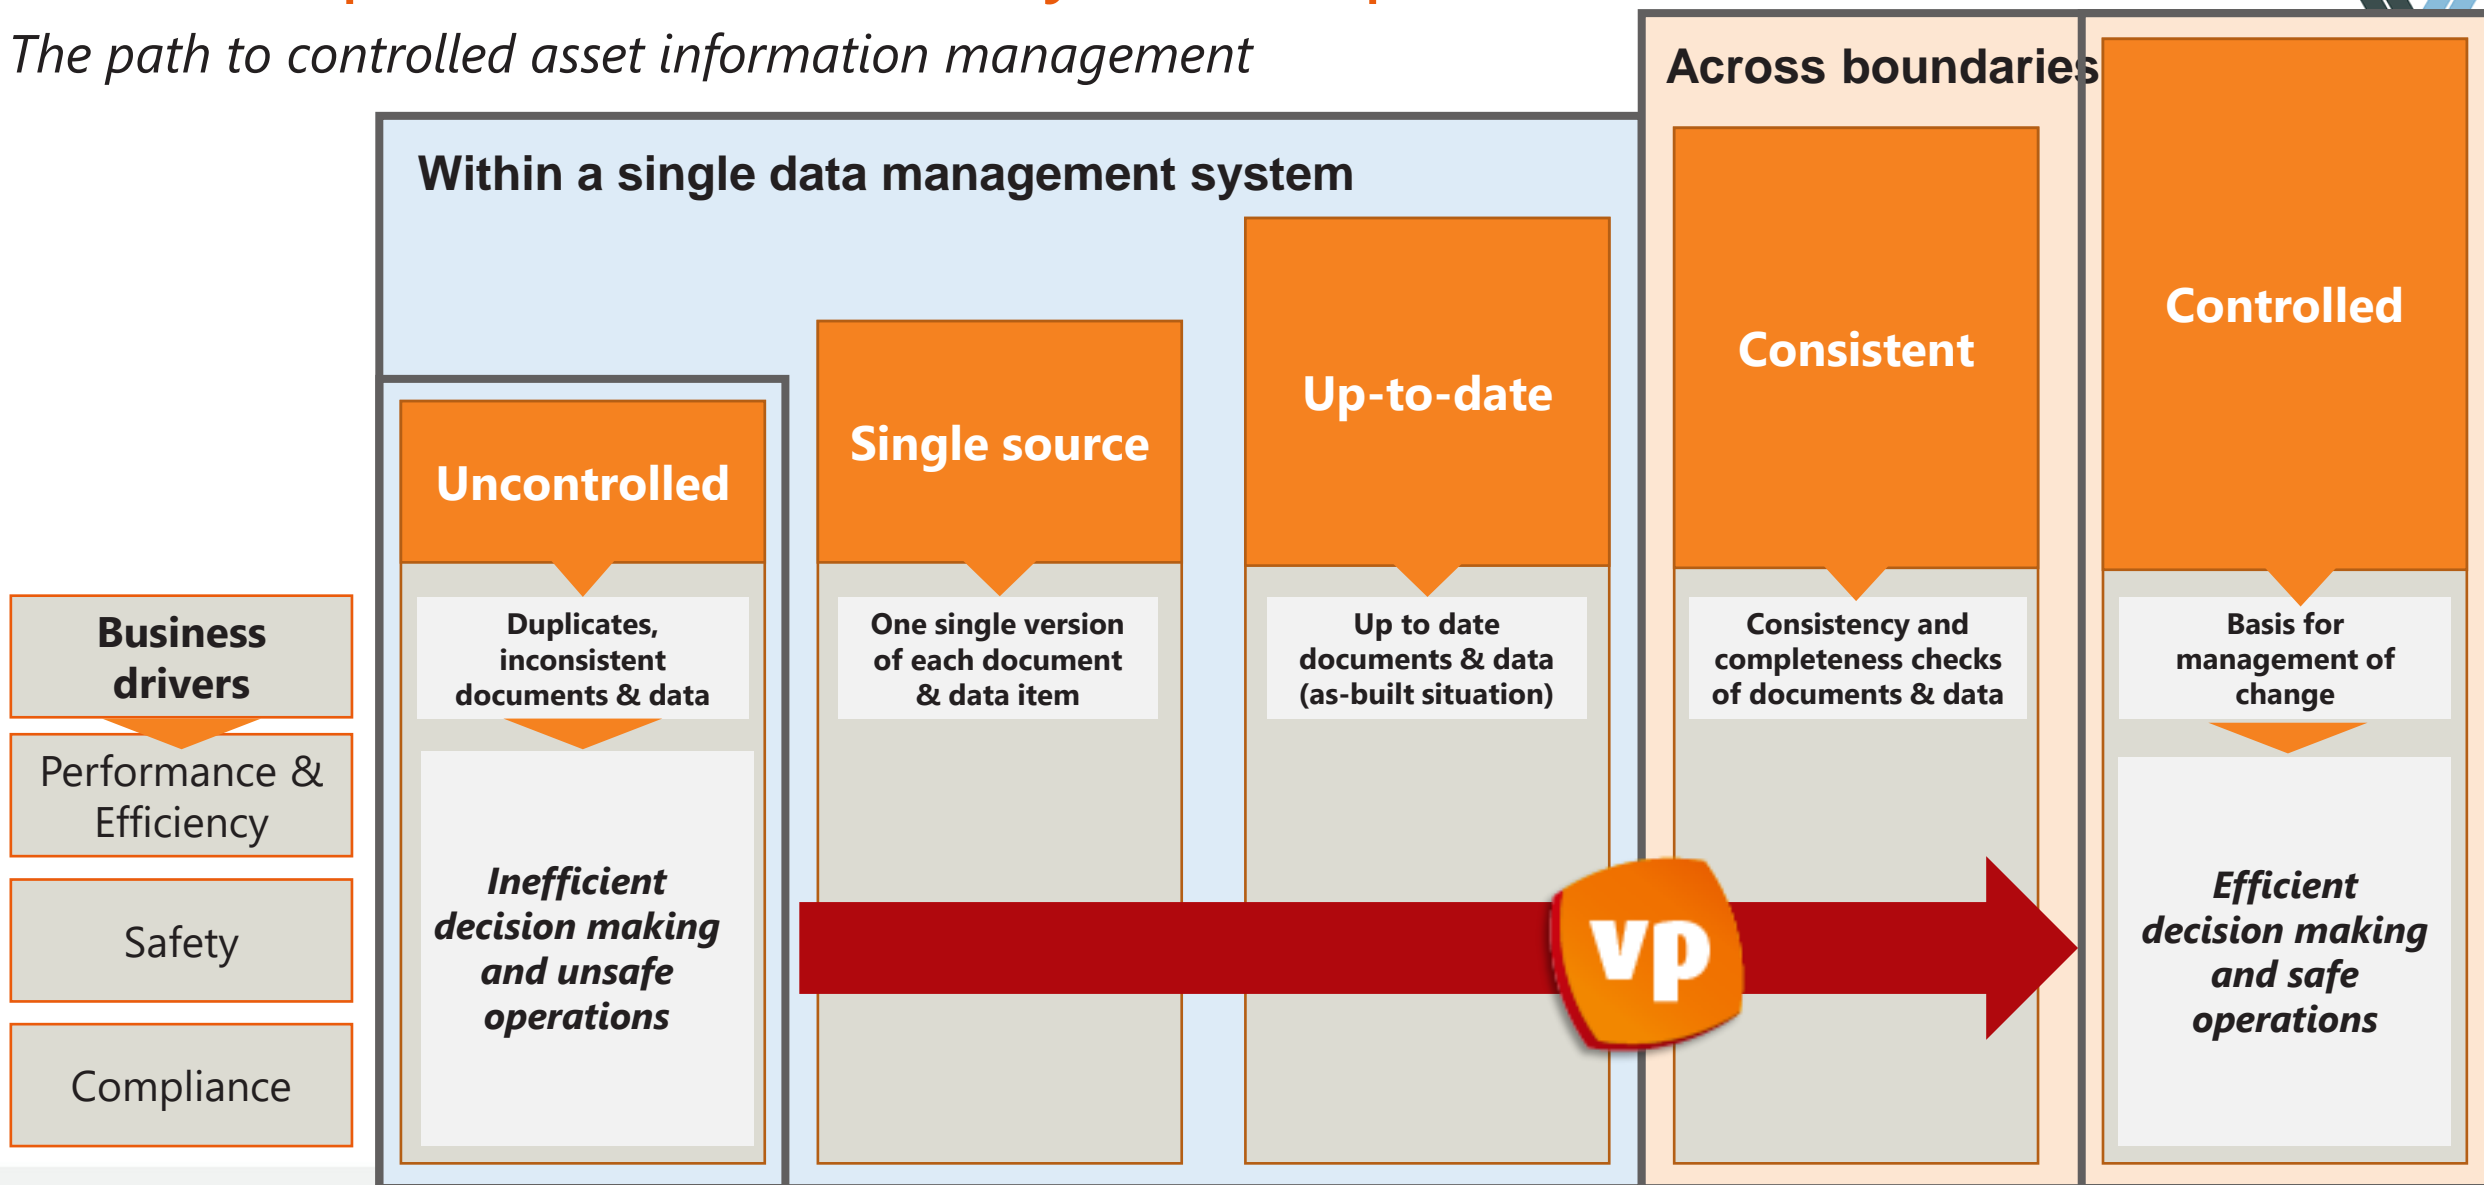 The path to controlled asset information management
Across boundaries
Within a single data management system
Uncontrolled
Single source
Up-to-date
Consistent
Controlled
Business
drivers
Performance &
Efficiency
Safety
Compliance
Duplicates,
inconsistent
documents & data
Inefficient
decision making
and unsafe
operations
One single version
of each document
& data item
Up to date
documents & data
(as-built situation)
Consistency and
completeness checks
of documents & data
Basis for
management of
change
Efficient
decision making
and safe
operations
vp